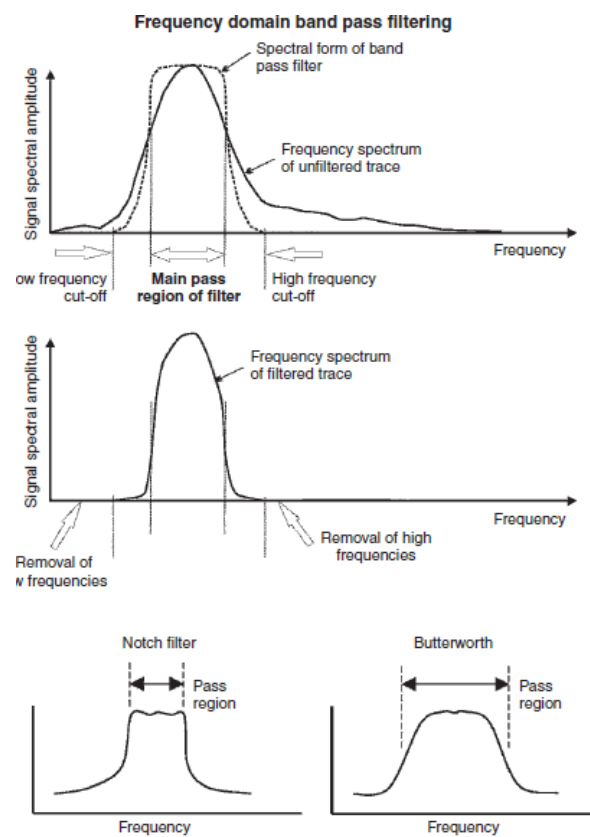 Frequency domain band pass filtering
Spectral form of band
pass filter
Signal spectral amplitude
Frequency spectrum
of unfiltered trace
Frequency
ow frequency
cut-off
Main pass
region of filter
High frequency
cut-off
Signal spectral amplitude
Frequency spectrum
of filtered trace
Frequency
Removal of
w frequencies
Removal of high
frequencies
Notch filter
Pass
region
Frequency
Butterworth
Pass
region
Frequency